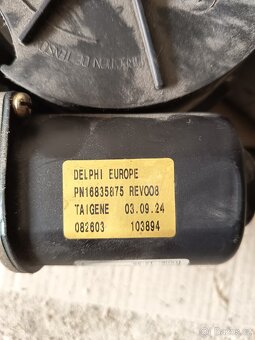 DELPHI EUROPE
PN16835875 REV008
TAIGENE 03.09.24
082603 103894